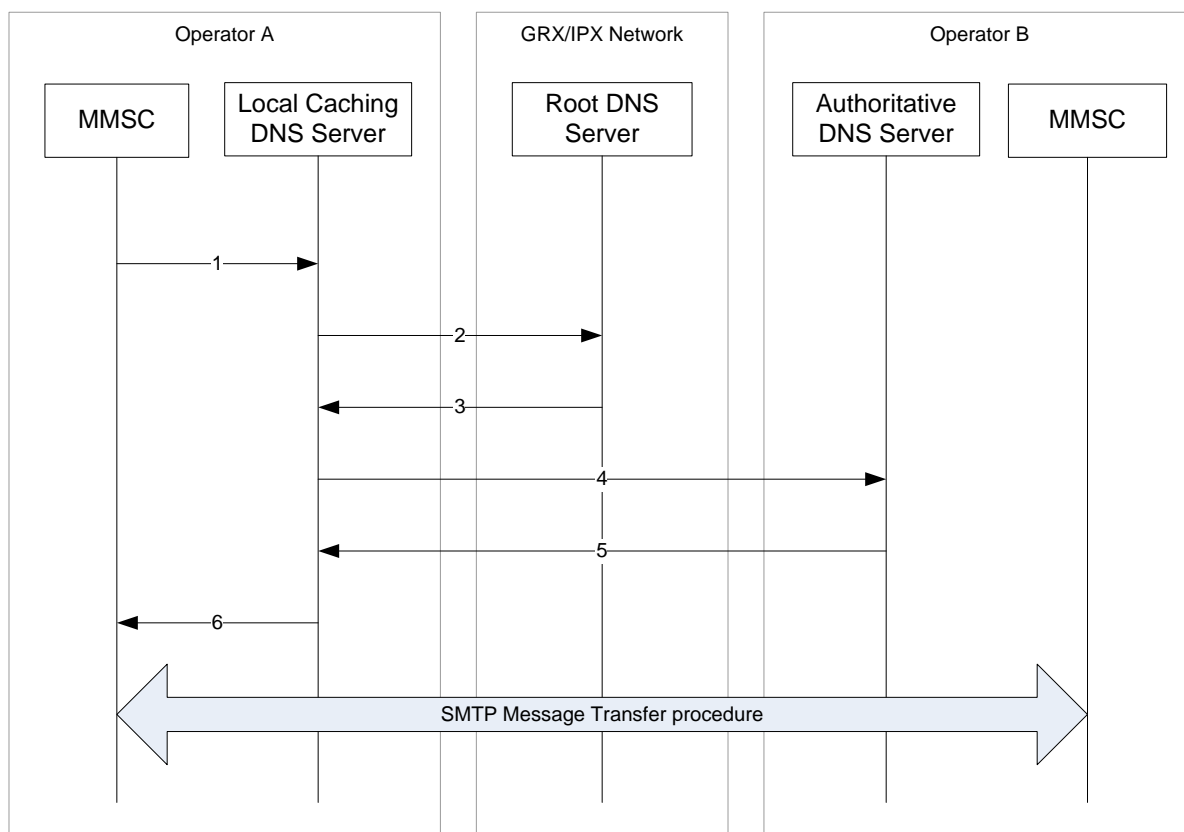 Operator A
GRX/IPX Network
Operator B
MMSC
Local Caching
DNS Server
Root DNS
Server
Authoritative
DNS Server
MMSC
1
2
3
4
5
6
SMTP Message Transfer procedure